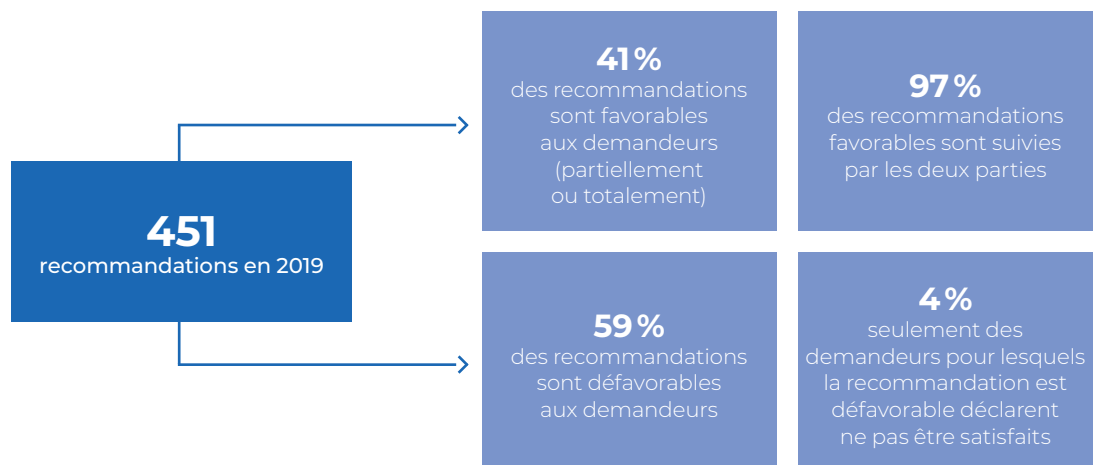 451
recommandations en 2019
41 %
des recommandations
sont favorables
aux demandeurs
(partiellement
ou totalement)
97 %
des recommandations
favorables sont suivies
par les deux parties
59 %
des recommandations
sont défavorables
aux demandeurs
4 %
seulement des
demandeurs pour lesquels
la recommandation est
défavorable déclarent
ne pas être satisfaits